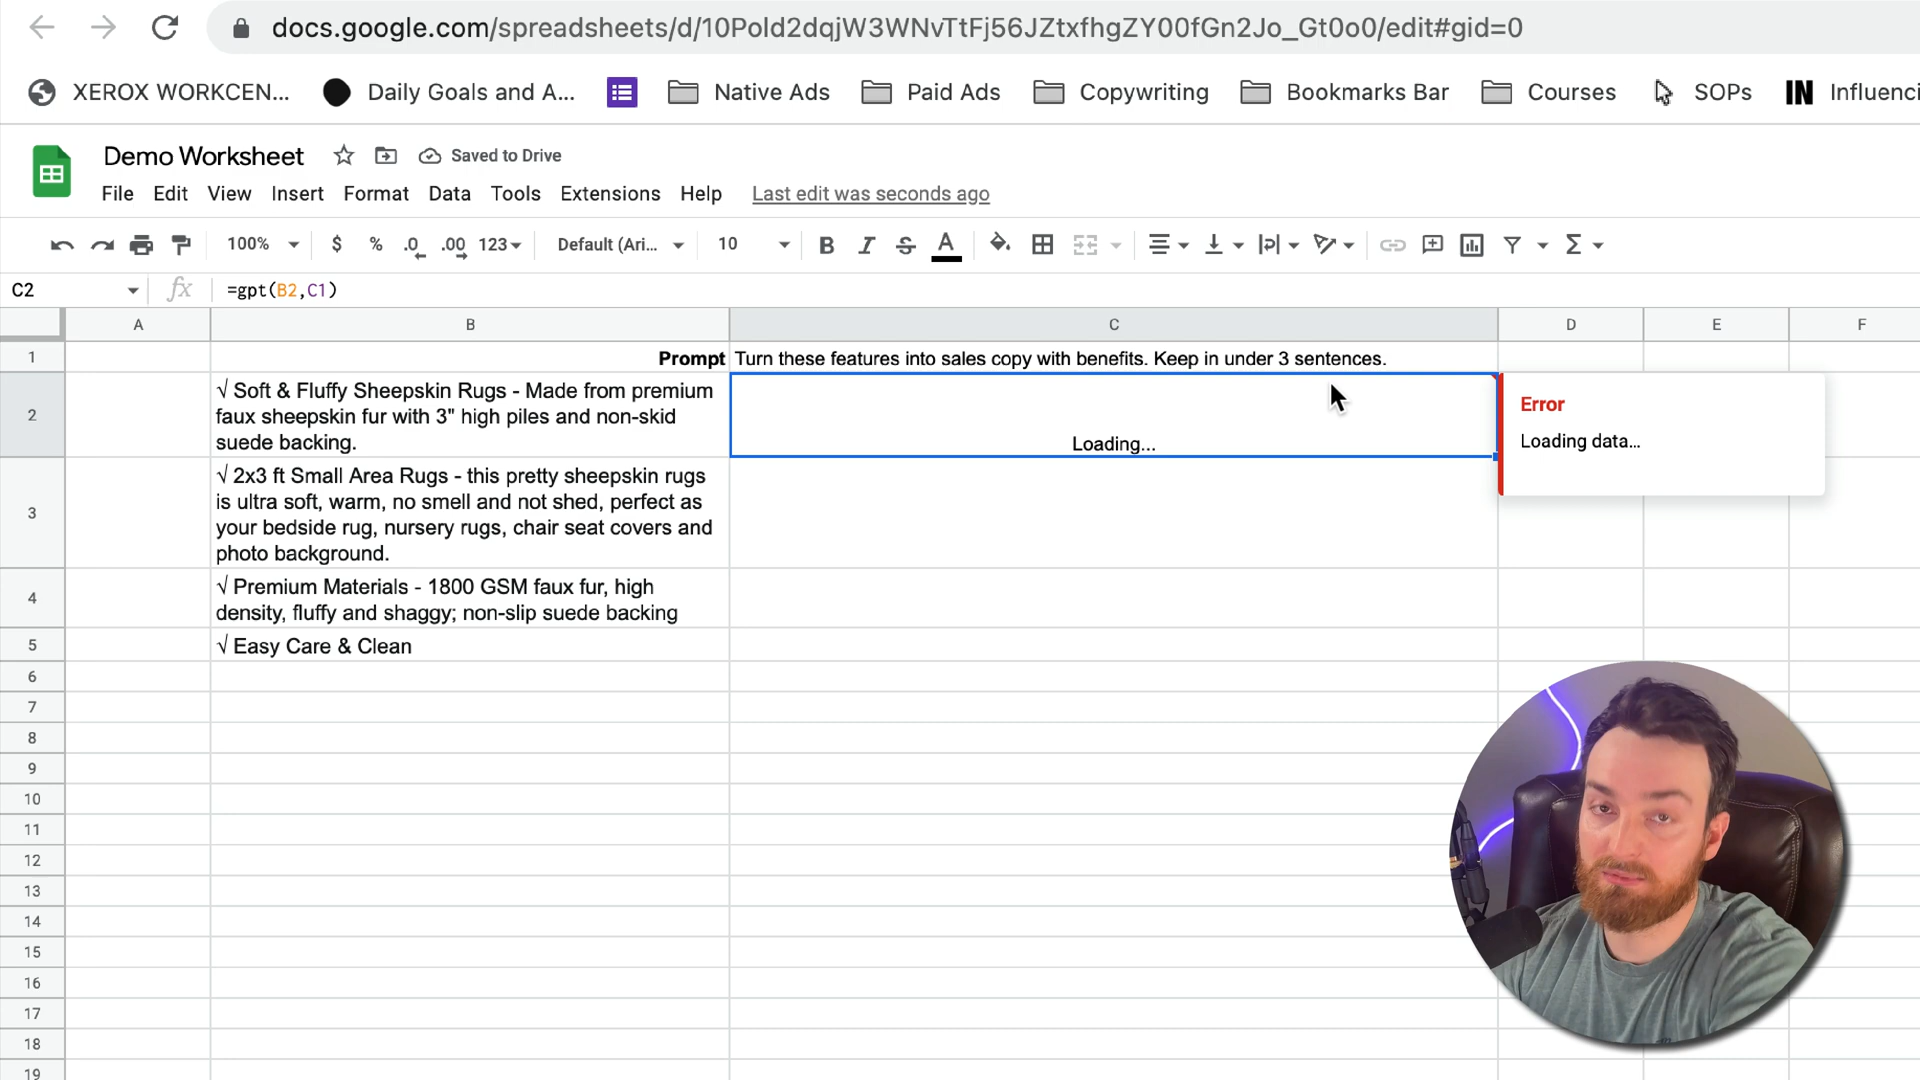 docs.google.com/spreadsheets/d/10Pold2dqjW3WNvTtFj56JZtxfhgZY00fGn2Jo_Gt0o0/edit#gid=0
XEROX WORKCEN... Daily Goals and A... Native Ads Paid Ads Copywriting Bookmarks Bar Courses SOPs IN Influenci
Demo Worksheet Saved to Drive
File Edit View Insert Format Data Tools Extensions Help Last edit was seconds ago
100% $ % .0 .00 123 Default (Ari... 10 B I S A Σ
C2 fx =gpt(B2,C1)
A B C D E F
1 Prompt Turn these features into sales copy with benefits. Keep in under 3 sentences.
2
√ Soft & Fluffy Sheepskin Rugs - Made from premium
faux sheepskin fur with 3" high piles and non-skid
suede backing.
Loading...
Error
Loading data...
3
√ 2x3 ft Small Area Rugs - this pretty sheepskin rugs
is ultra soft, warm, no smell and not shed, perfect as
your bedside rug, nursery rugs, chair seat covers and
photo background.
4
√ Premium Materials - 1800 GSM faux fur, high
density, fluffy and shaggy; non-slip suede backing
5 √ Easy Care & Clean
6
7
8
9
10
11
12
13
14
15
16
17
18
19